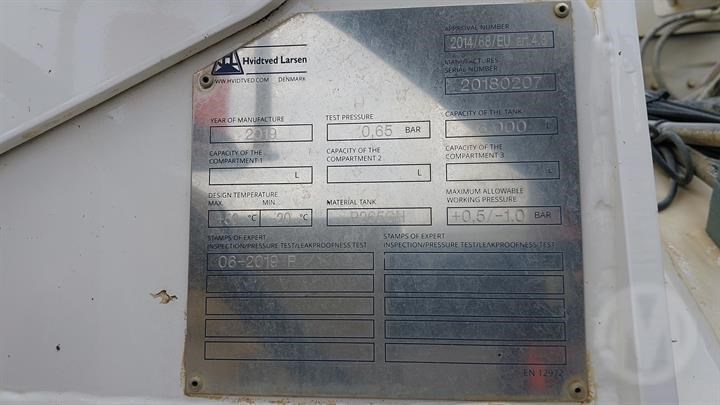 Hvidtved Larsen
WWW.HVIDTVED.COM DENMARK
APPROVAL NUMBER
2014/68/EU art 4.3
MANUFACTURES
SERIAL NUMBER
20180207
YEAR OF MANUFACTURE
2019
TEST PRESSURE
0,65 BAR
CAPACITY OF THE TANK
000 L
CAPACITY OF THE
COMPARTMENT 1
L
CAPACITY OF THE
COMPARTMENT 2
L
CAPACITY OF THE
COMPARTMENT 3
L
DESIGN TEMPERATURE
MAX. MIN.
°C 20 °C
MATERIAL TANK
P265GH
MAXIMUM ALLOWABLE
WORKING PRESSURE
+0,5/-1,0 BAR
STAMPS OF EXPERT
INSPECTION/PRESSURE TEST/LEAKPROOFNESS TEST
06-2019 P
STAMPS OF EXPERT
INSPECTION/PRESSURE TEST/LEAKPROOFNESS TEST
EN 12972
M